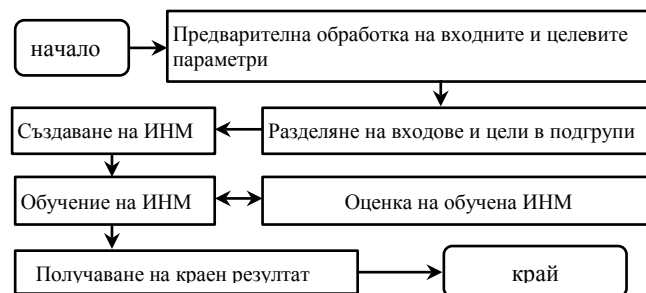 начало
Предварителна обработка на входните и целевите
параметри
Създаване на ИНМ
Разделяне на входове и цели в подгрупи
Обучение на ИНМ
Оценка на обучена ИНМ
Получаване на краен резултат
край